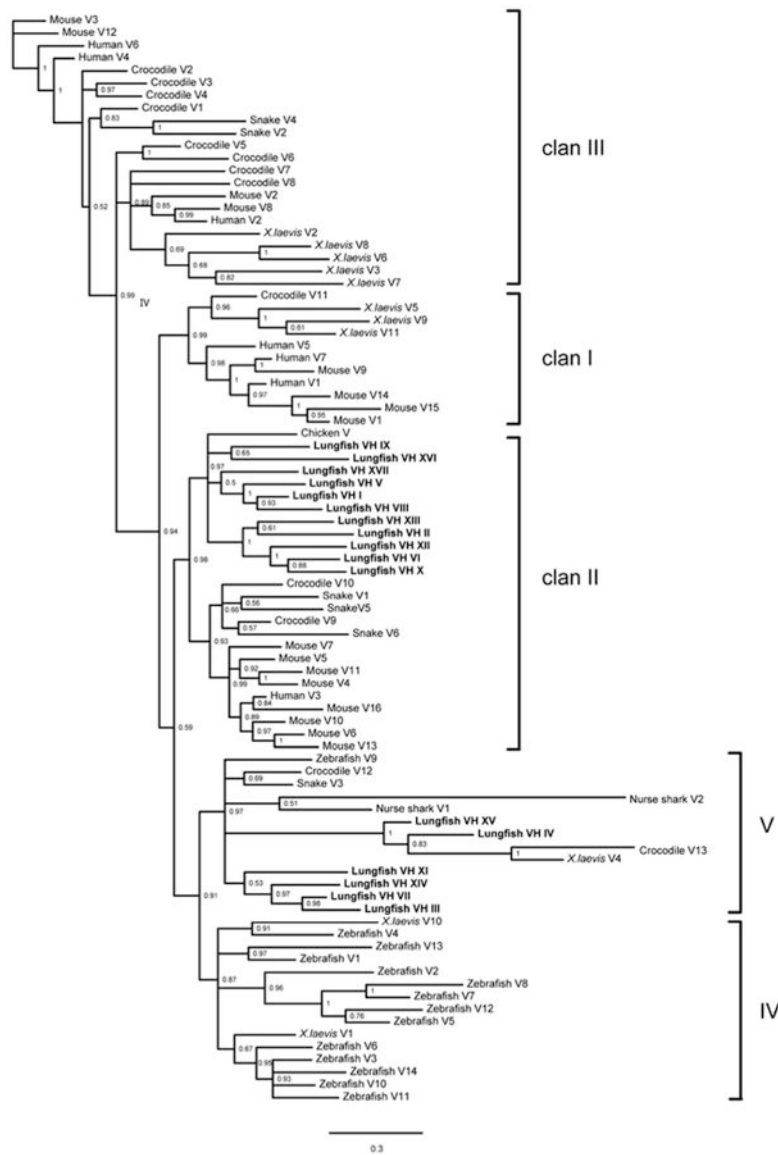 Mouse V3
Mouse V12
Human V6
1
Human V4
1
Crocodile V2
Crocodile V3
0.97
Crocodile V4
Crocodile V1
0.83
Snake V4
1
Snake V2
Crocodile V5
1
Crocodile V6
Crocodile V7
Crocodile V8
0.89
Mouse V2
0.52
0.85
Mouse V8
0.99
Human V2
X.laevis V2
0.69
X.laevis V8
1
X.laevis V6
0.68
X.laevis V3
0.82
X.laevis V7
clan III
0.99
IV
Crocodile V11
0.96
X.laevis V5
1
X.laevis V9
0.61
X.laevis V11
0.99
Human V5
0.98
Human V7
1
Mouse V9
Human V1
0.97
Mouse V14
1
Mouse V15
0.95
Mouse V1
clan I
Chicken V
Lungfish VH IX
0.65
Lungfish VH XVI
0.97
Lungfish VH XVII
0.5
Lungfish VH V
1
Lungfish VH I
0.93
Lungfish VH VIII
Lungfish VH XIII
0.61
Lungfish VH II
0.94
1
Lungfish VH XII
1
Lungfish VH VI
0.88
Lungfish VH X
0.98
clan II
Crocodile V10
Snake V1
0.56
SnakeV5
0.66
Crocodile V9
0.57
Snake V6
0.93
Mouse V7
Mouse V5
0.92
Mouse V11
1
Mouse V4
0.99
Human V3
0.84
Mouse V16
0.89
Mouse V10
0.97
Mouse V6
1
Mouse V13
0.59
Zebrafish V9
Crocodile V12
0.69
Snake V3
Nurse shark V2
0.51
Nurse shark V1
0.97
Lungfish VH XV
1
Lungfish VH IV
0.83
Crocodile V13
1
X.laevis V4
V
Lungfish VH XI
0.53
Lungfish VH XIV
0.97
Lungfish VH VII
0.98
Lungfish VH III
0.91
X.laevis V10
0.91
Zebrafish V4
Zebrafish V13
0.97
Zebrafish V1
0.87
Zebrafish V2
0.96
Zebrafish V8
1
Zebrafish V7
1
Zebrafish V12
0.76
Zebrafish V5
IV
X.laevis V1
0.67
Zebrafish V6
0.95
Zebrafish V3
Zebrafish V14
0.93
Zebrafish V10
Zebrafish V11
0.3